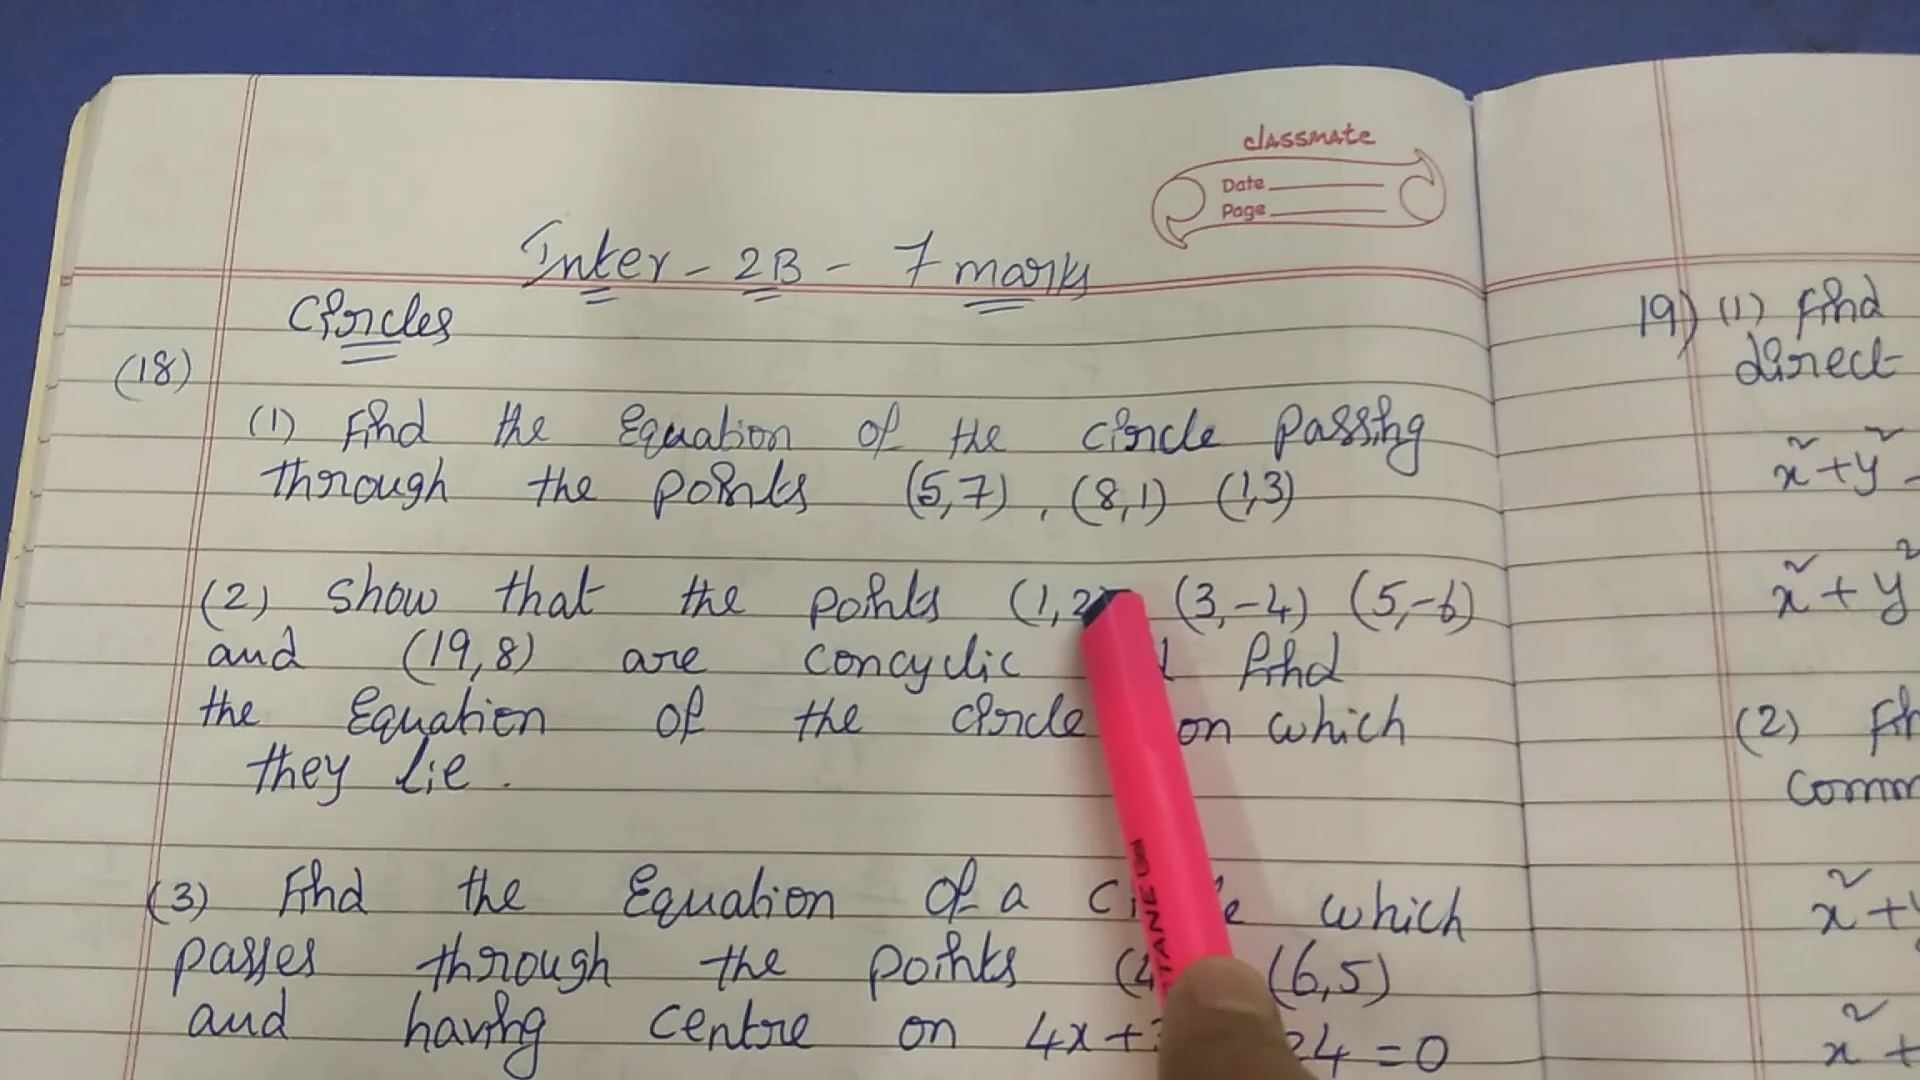 classmate
Date
Page
Inter - 2B - 7 marks
Circles
(18)
(1) Find the Equation of the circle passing
through the points (5,7), (8,1) (1,3)
(2) show that the points (1,2) (3,-4) (5,-6)
and (19,8) are concyclic find
the Equation of the circle on which
they lie.
(3) Find the Equation of a which
passes through the points (6,5)
and having centre on 4x+ 24 =0
19) (1) Find
direct
x²+y²
x²+y²
(2)
x²+
x²+